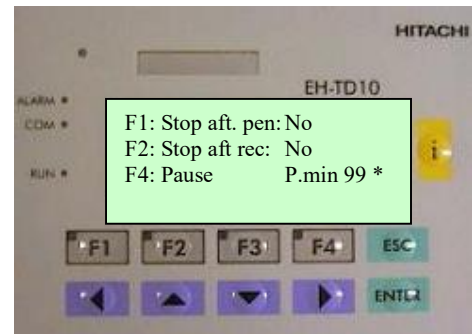 HITACHI
EH-TD10
ALARM
COM
RUN
F1: Stop aft. pen: No
F2: Stop aft rec: No
F4: Pause P.min 99 *
i
F1 F2 F3 F4 ESC
ENTER